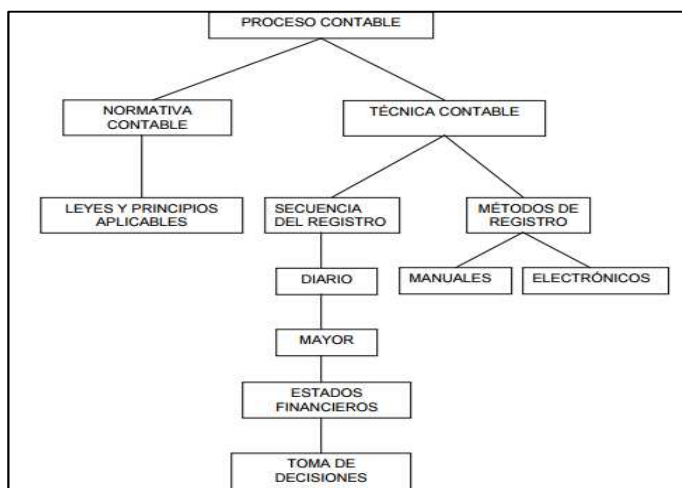 PROCESO CONTABLE
NORMATIVA
CONTABLE
TÉCNICA CONTABLE
LEYES Y PRINCIPIOS
APLICABLES
SECUENCIA
DEL REGISTRO
MÉTODOS DE
REGISTRO
DIARIO
MANUALES
ELECTRÓNICOS
MAYOR
ESTADOS
FINANCIEROS
TOMA DE
DECISIONES